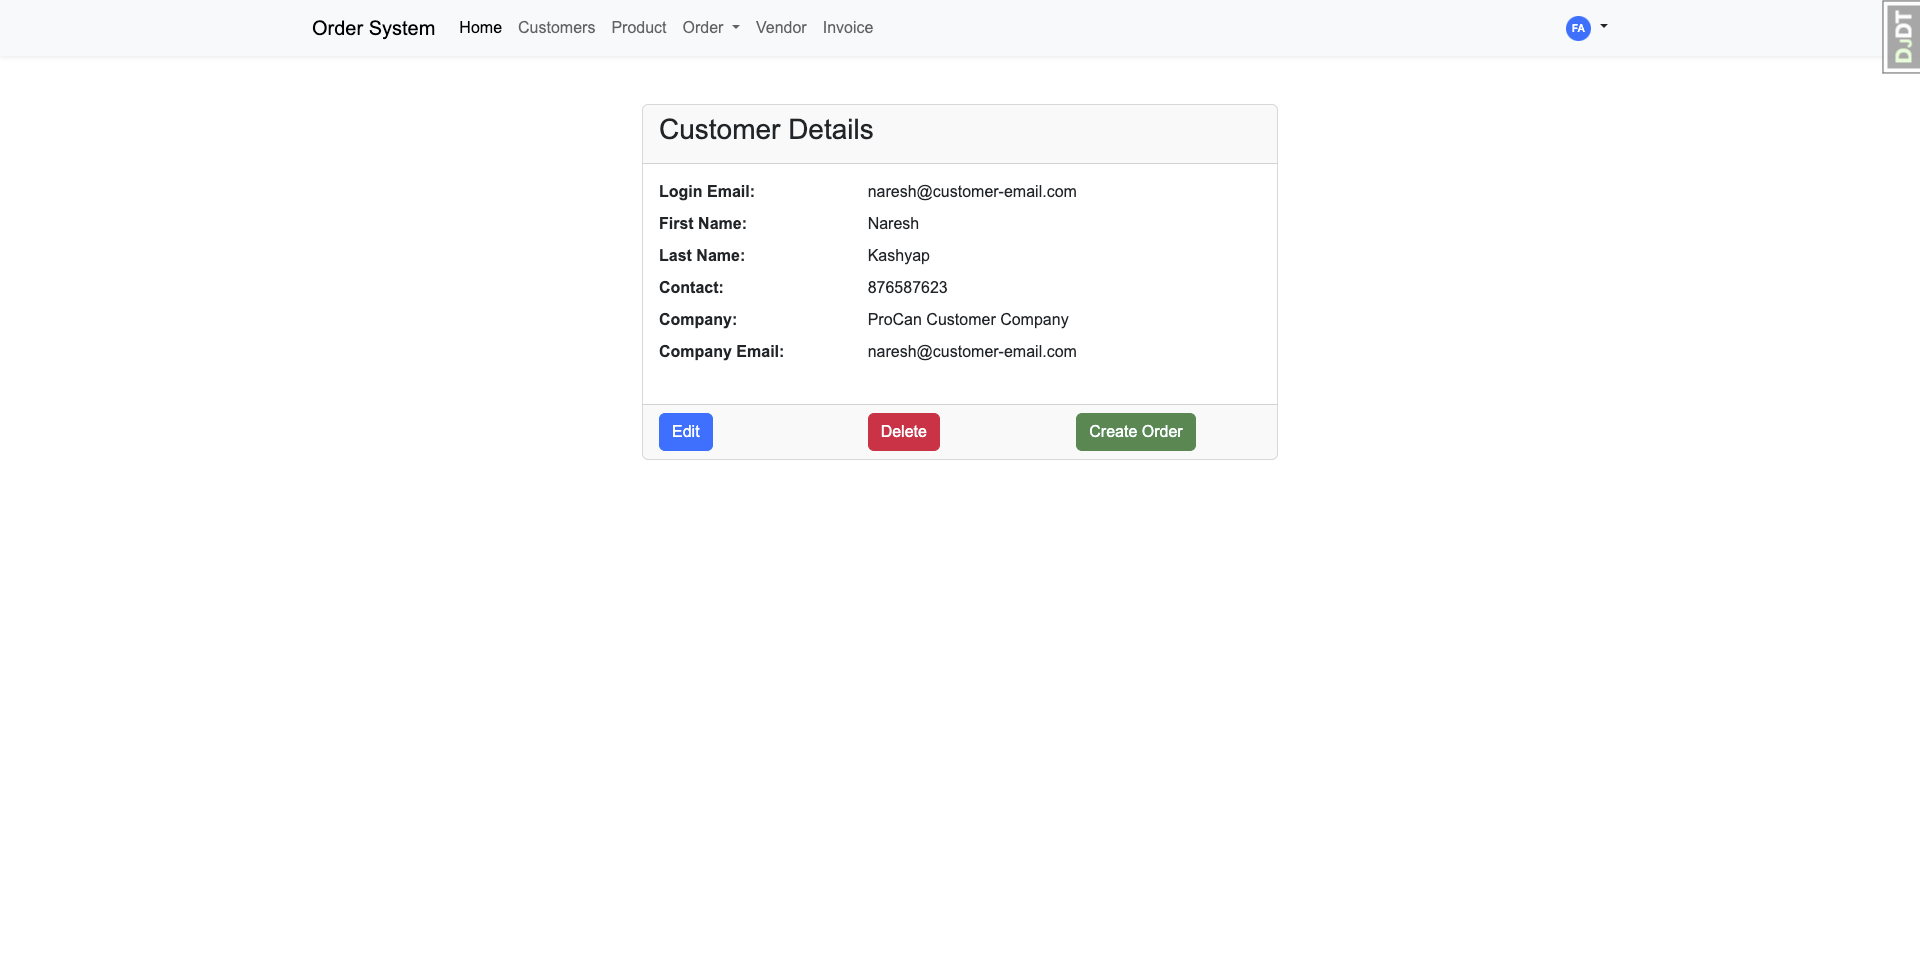 Order System Home Customers Product Order Vendor Invoice FA
DJDT
Customer Details
Login Email: naresh@customer-email.com
First Name: Naresh
Last Name: Kashyap
Contact: 876587623
Company: ProCan Customer Company
Company Email: naresh@customer-email.com
Edit Delete Create Order